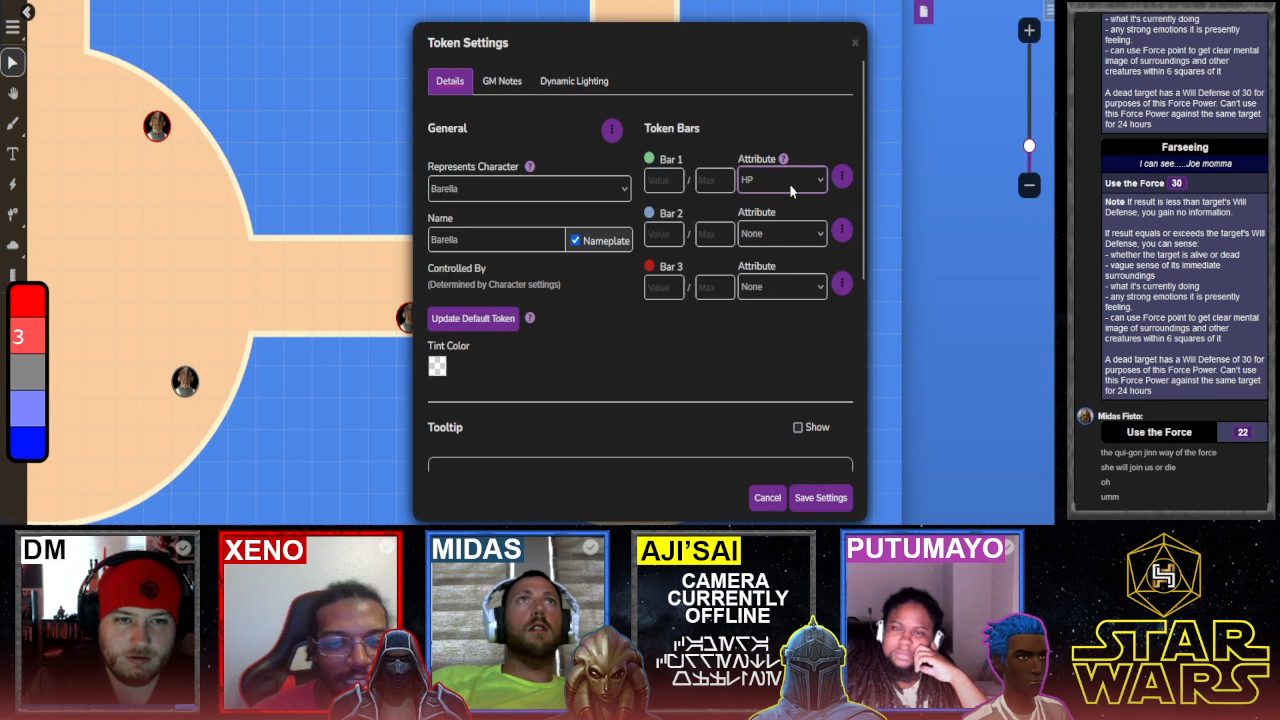 Token Settings
Details
GM Notes
Dynamic Lighting
General
Represents Character
Barella
Name
Barella
Nameplate
Controlled By
(Determined by Character settings)
Update Default Token
Tint Color
Token Bars
Bar 1
Attribute
Value / Max
HP
Bar 2
Attribute
Value / Max
None
Bar 3
Attribute
Value / Max
None
Tooltip
Show
Cancel
Save Settings
3
- what it's currently doing
- any strong emotions it is presently
feeling.
- can use Force point to get clear mental
image of surroundings and other
creatures within 6 squares of it
A dead target has a Will Defense of 30 for
purposes of this Force Power. Can't use
this Force Power against the same target
for 24 hours
Farseeing
I can see.....Joe momma
Use the Force 30
Note If result is less than target's Will
Defense, you gain no information.
If result equals or exceeds the target's Will
Defense, you can sense:
- whether the target is alive or dead
- vague sense of its immediate
surroundings
- what it's currently doing
- any strong emotions it is presently
feeling.
- can use Force point to get clear mental
image of surroundings and other
creatures within 6 squares of it
A dead target has a Will Defense of 30 for
purposes of this Force Power. Can't use
this Force Power against the same target
for 24 hours
Midas Fisto:
Use the Force 22
the qui-gon jinn way of the force
she will join us or die
oh
umm
DM
XENO
MIDAS
AJI'SAI
CAMERA
CURRENTLY
OFFLINE
PUTUMAYO
STAR
WARS